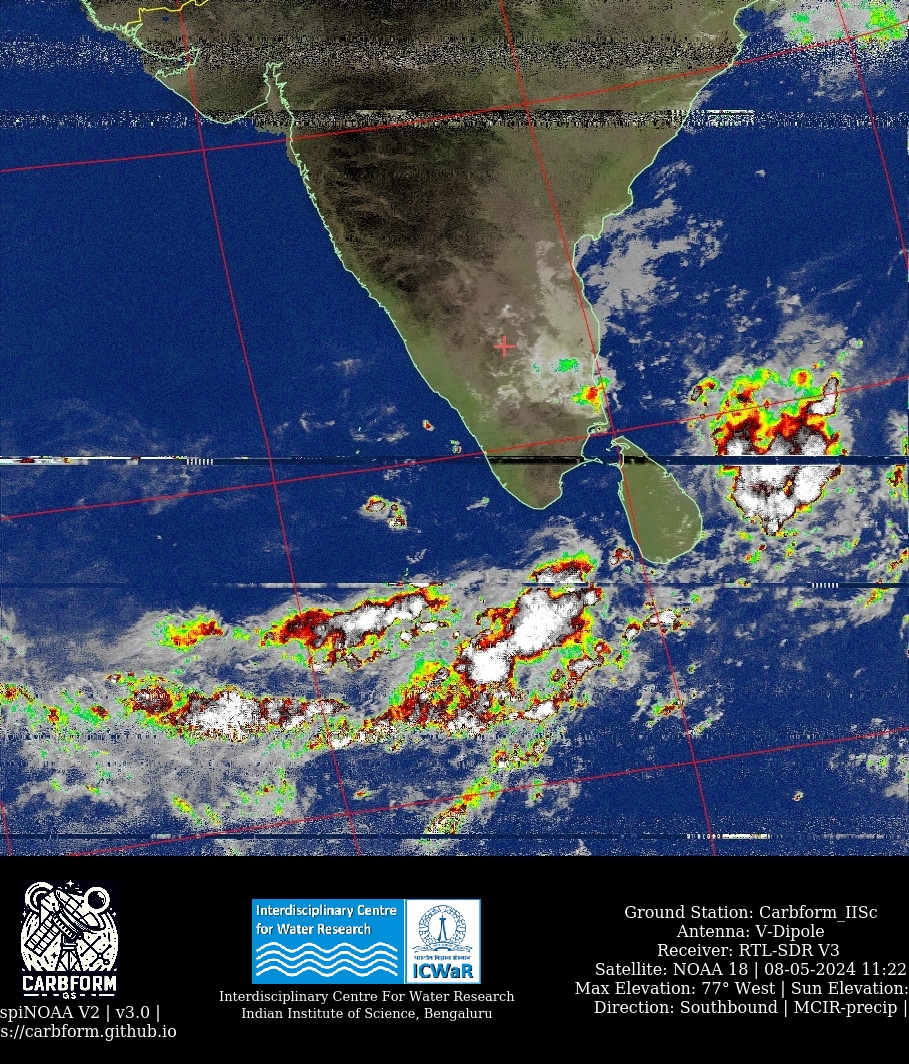 CARBFORM
GS
spiNOAA V2 | v3.0 |
s://carbform.github.io
Interdisciplinary Centre
for Water Research
ICWaR
Interdisciplinary Centre For Water Research
Indian Institute of Science, Bengaluru
Ground Station: Carbform_IISc
Antenna: V-Dipole
Receiver: RTL-SDR V3
Satellite: NOAA 18 | 08-05-2024 11:22
Max Elevation: 77° West | Sun Elevation:
Direction: Southbound | MCIR-precip |